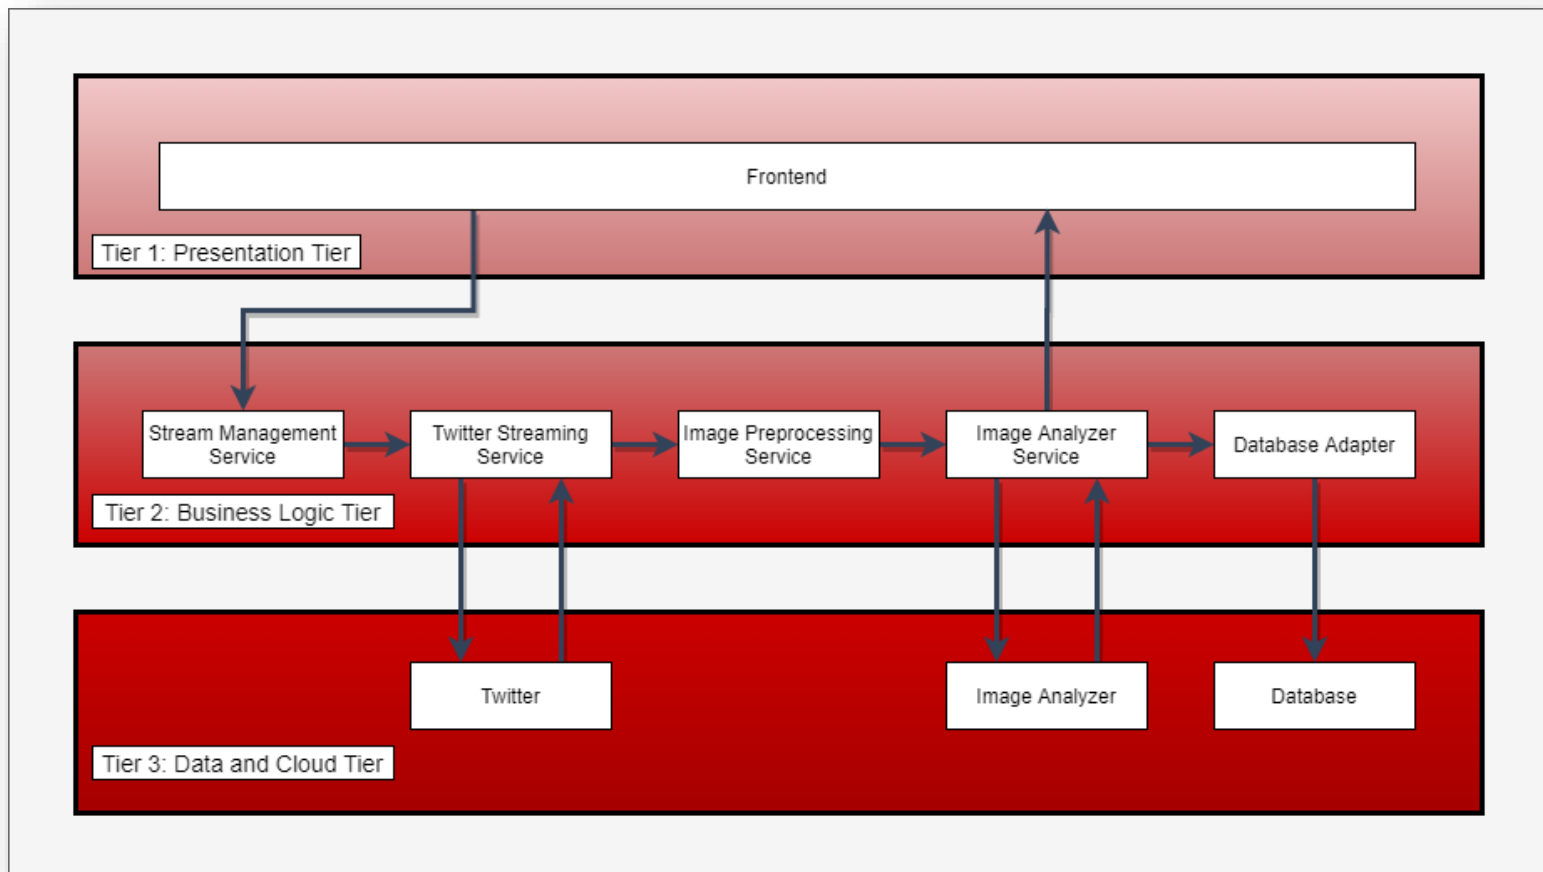 Frontend
Tier 1: Presentation Tier
Stream Management
Service
Twitter Streaming
Service
Image Preprocessing
Service
Image Analyzer
Service
Database Adapter
Tier 2: Business Logic Tier
Twitter
Image Analyzer
Database
Tier 3: Data and Cloud Tier